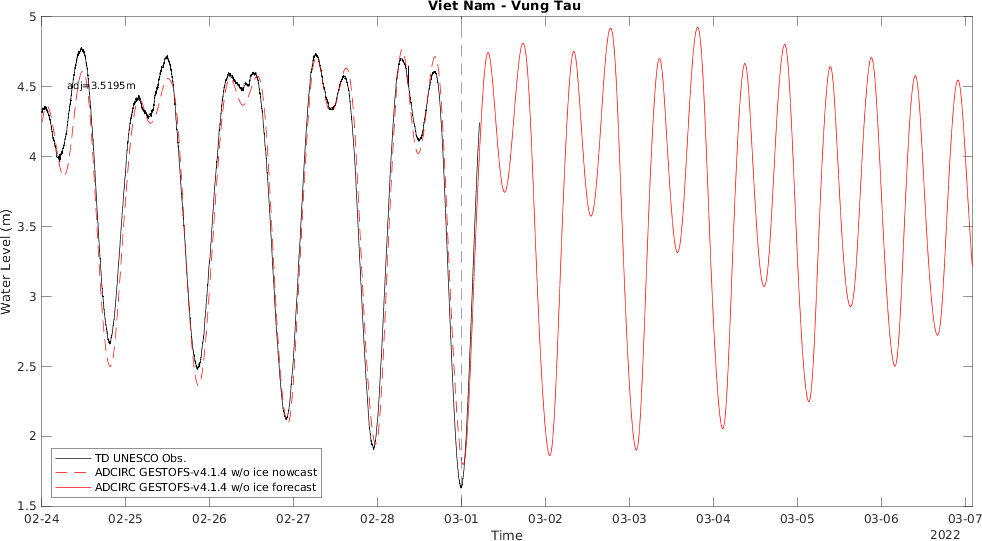 Viet Nam - Vung Tau
Water Level (m)
5
4.5
4
3.5
3
2.5
2
1.5
adj=3.5195m
TD UNESCO Obs.
ADCIRC GESTOFS-v4.1.4 w/o ice nowcast
ADCIRC GESTOFS-v4.1.4 w/o ice forecast
02-24 02-25 02-26 02-27 02-28 03-01 03-02 03-03 03-04 03-05 03-06 03-07
Time
2022